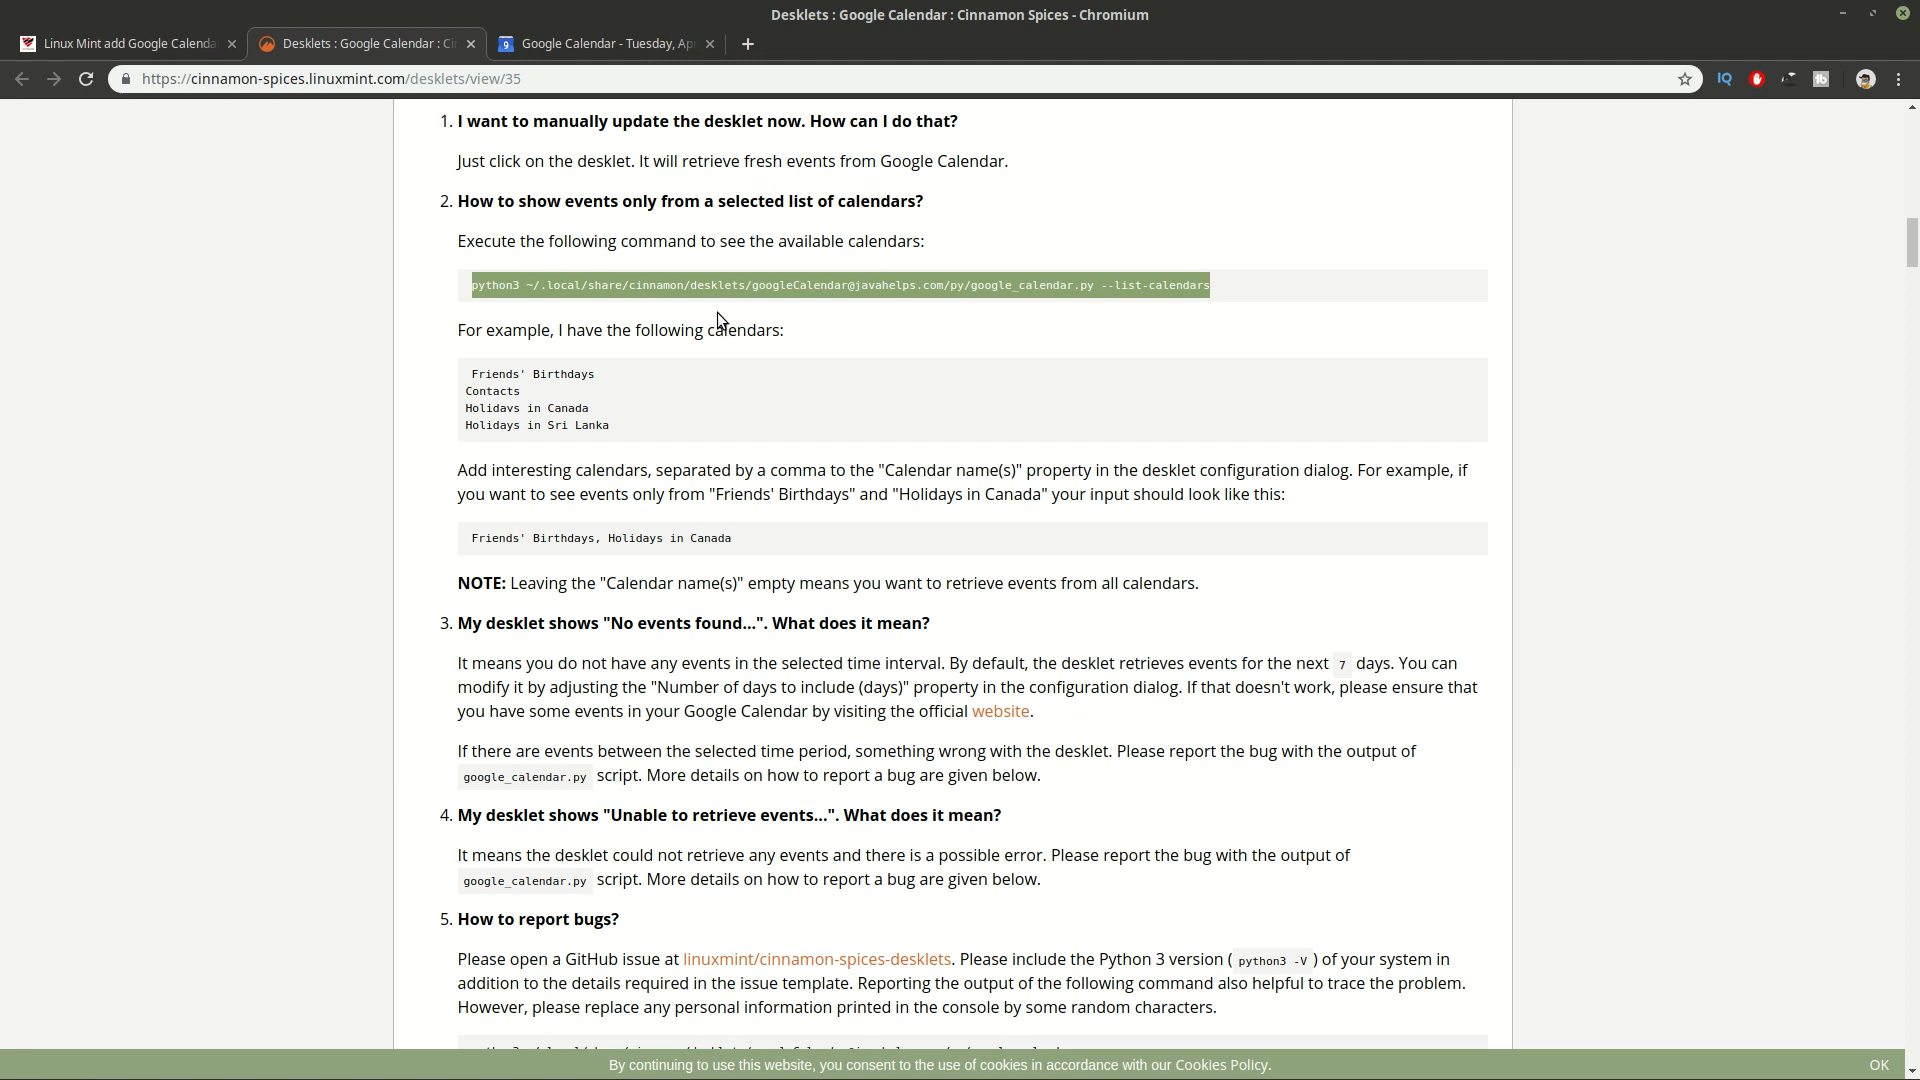 Desklets : Google Calendar : Cinnamon Spices - Chromium
Linux Mint add Google Calenda
Desklets : Google Calendar : Ci
Google Calendar - Tuesday, Ap
https://cinnamon-spices.linuxmint.com/desklets/view/35
1. I want to manually update the desklet now. How can I do that?
Just click on the desklet. It will retrieve fresh events from Google Calendar.
2. How to show events only from a selected list of calendars?
Execute the following command to see the available calendars:
python3 ~/.local/share/cinnamon/desklets/googleCalendar@javahelps.com/py/google_calendar.py --list-calendars
For example, I have the following calendars:
Friends' Birthdays
Contacts
Holidays in Canada
Holidays in Sri Lanka
Add interesting calendars, separated by a comma to the "Calendar name(s)" property in the desklet configuration dialog. For example, if
you want to see events only from "Friends' Birthdays" and "Holidays in Canada" your input should look like this:
Friends' Birthdays, Holidays in Canada
NOTE: Leaving the "Calendar name(s)" empty means you want to retrieve events from all calendars.
3. My desklet shows "No events found...". What does it mean?
It means you do not have any events in the selected time interval. By default, the desklet retrieves events for the next 7 days. You can
modify it by adjusting the "Number of days to include (days)" property in the configuration dialog. If that doesn't work, please ensure that
you have some events in your Google Calendar by visiting the official website.
If there are events between the selected time period, something wrong with the desklet. Please report the bug with the output of
google_calendar.py script. More details on how to report a bug are given below.
4. My desklet shows "Unable to retrieve events...". What does it mean?
It means the desklet could not retrieve any events and there is a possible error. Please report the bug with the output of
google_calendar.py script. More details on how to report a bug are given below.
5. How to report bugs?
Please open a GitHub issue at linuxmint/cinnamon-spices-desklets. Please include the Python 3 version ( python3 -V ) of your system in
addition to the details required in the issue template. Reporting the output of the following command also helpful to trace the problem.
However, please replace any personal information printed in the console by some random characters.
By continuing to use this website, you consent to the use of cookies in accordance with our Cookies Policy.
OK